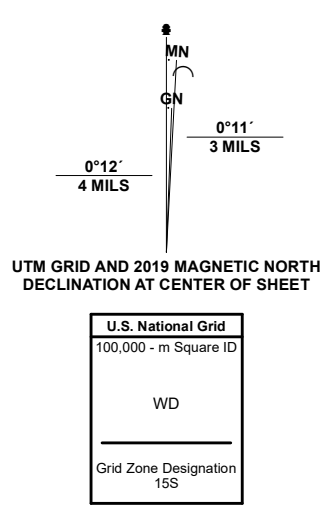 MN
GN
0°11´
3 MILS
0°12´
4 MILS
UTM GRID AND 2019 MAGNETIC NORTH
DECLINATION AT CENTER OF SHEET
U.S. National Grid
100,000 - m Square ID
WD
Grid Zone Designation
15S